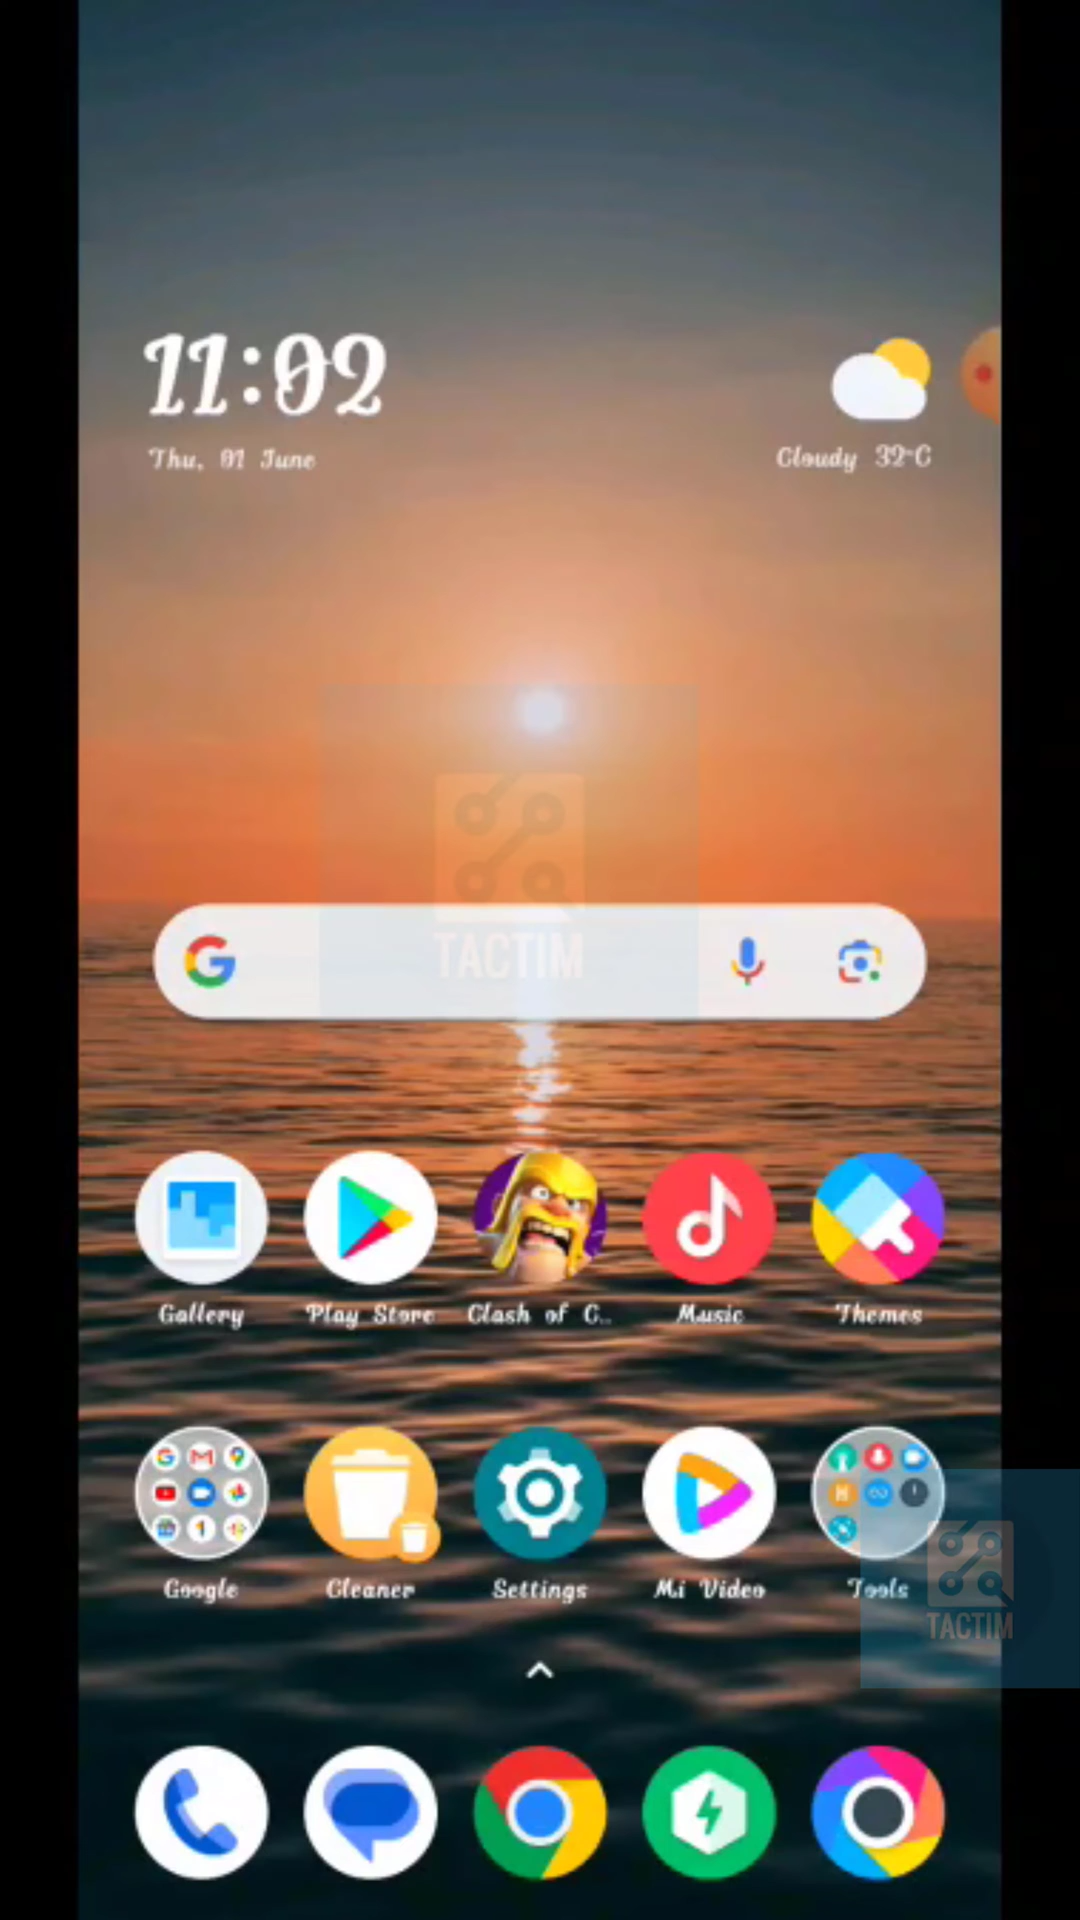 11:02
Thu, 01 June
Cloudy 32°C
TACTIM
Gallery
Play Store
Clash of C..
Music
Themes
Google
Cleaner
Settings
Mi Video
Tools
TACTIM